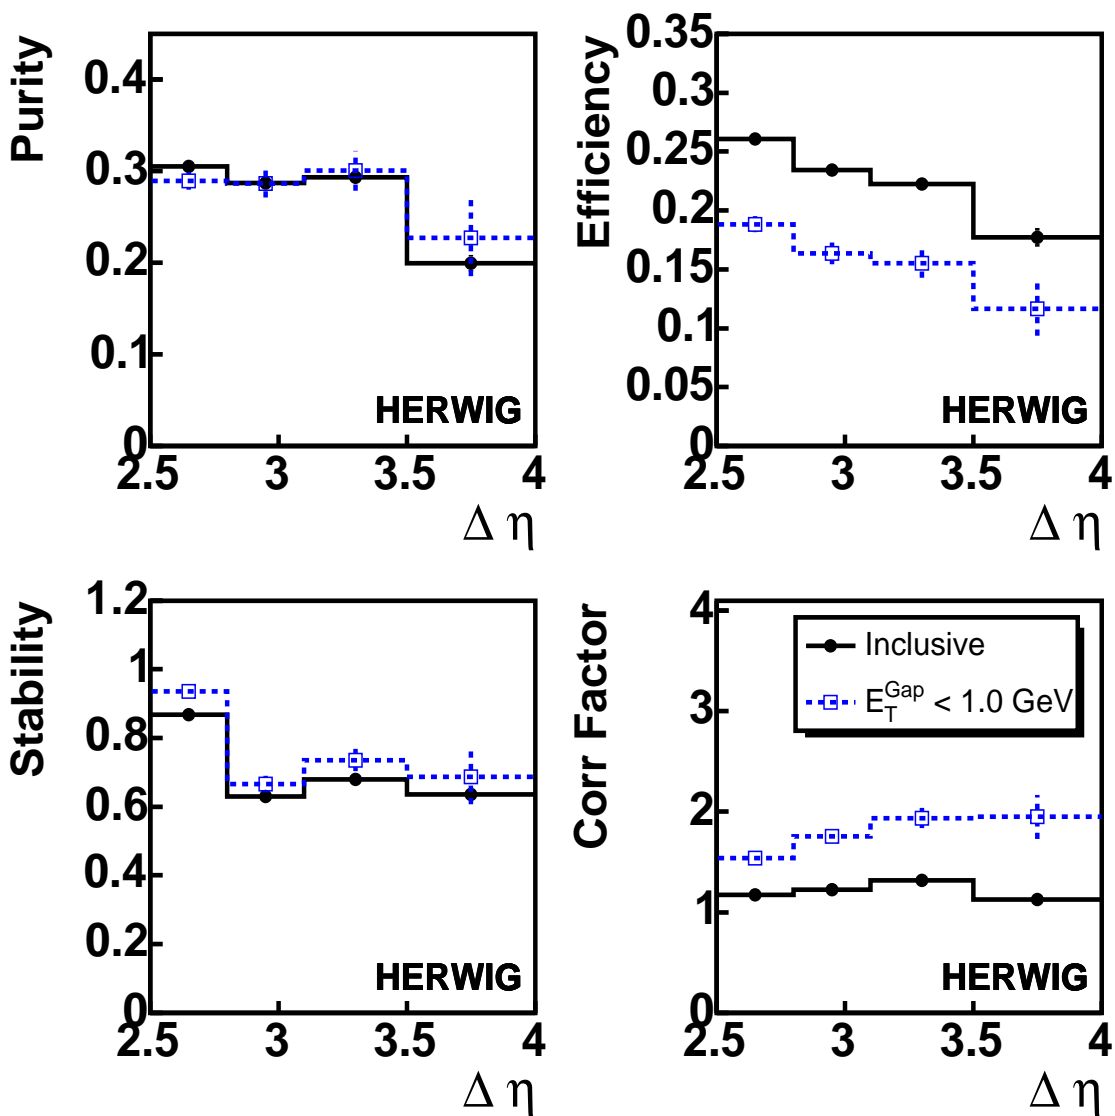 Purity
0.4
0.3
0.2
0.1
0
2.5 3 3.5 4
HERWIG
Δ η
Efficiency
0.35
0.3
0.25
0.2
0.15
0.1
0.05
0
2.5 3 3.5 4
HERWIG
Δ η
Stability
1.2
1
0.8
0.6
0.4
0.2
0
2.5 3 3.5 4
HERWIG
Δ η
Corr Factor
4
3
2
1
0
2.5 3 3.5 4
Inclusive
E_T^Gap < 1.0 GeV
HERWIG
Δ η